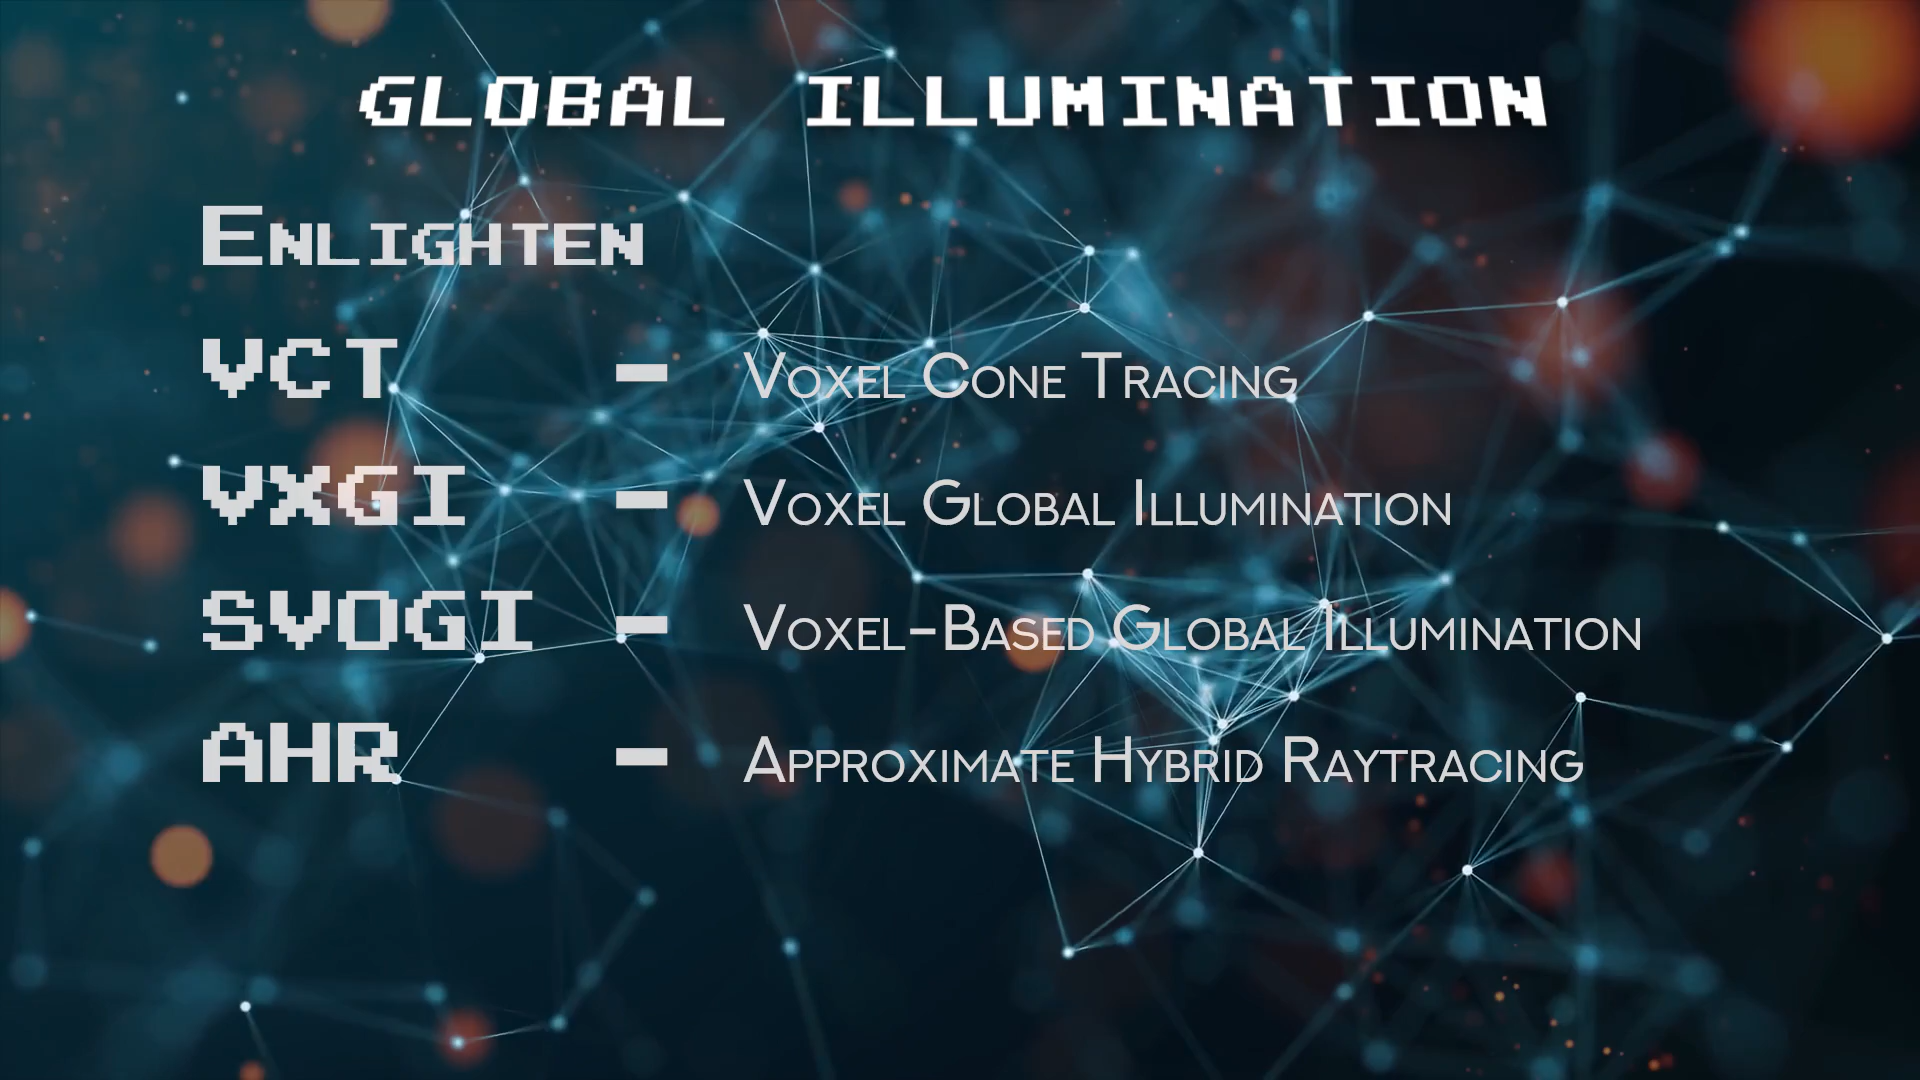 GLOBAL ILLUMINATION
Enlighten
VCT - Voxel Cone Tracing
VXGI - Voxel Global Illumination
SVOGI - Voxel-Based Global Illumination
AHR - Approximate Hybrid Raytracing